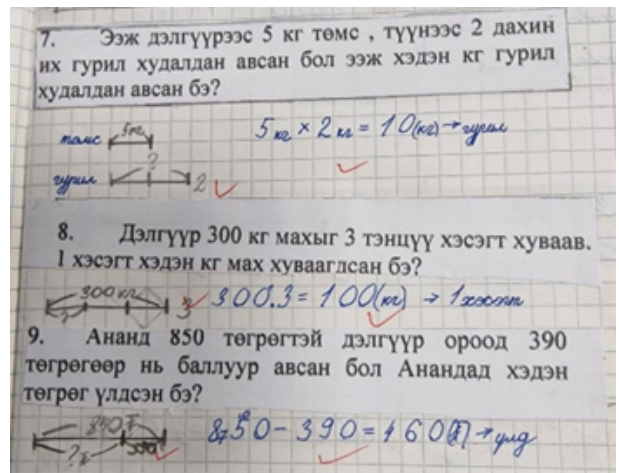 7. Ээж дэлгүүрээс 5 кг төмс , түүнээс 2 дахин
их гурил худалдан авсан бол ээж хэдэн кг гурил
худалдан авсан бэ?
төмс 5кг 5 кг × 2 кг = 10(кг) → гурил
?
гурил 2
8. Дэлгүүр 300 кг махыг 3 тэнцүү хэсэгт хуваав.
1 хэсэгт хэдэн кг мах хуваагдсан бэ?
300 кг 3 300:3 = 100(кг) → 1 хэсэгт
?
9. Ананд 850 төгрөгтэй дэлгүүр ороод 390
төгрөгөөр нь баллуур авсан бол Анандад хэдэн
төгрөг үлдсэн бэ?
850 - 390 = 460(₮) → үлд
?₮ 390